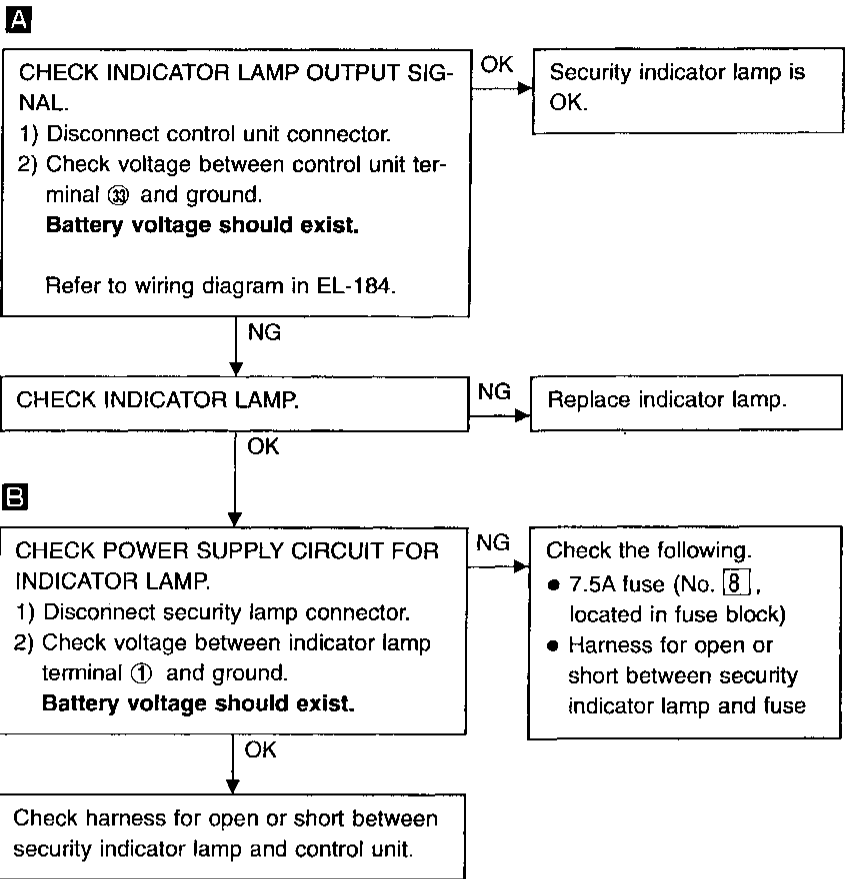 A
CHECK INDICATOR LAMP OUTPUT SIG-
NAL.
1) Disconnect control unit connector.
2) Check voltage between control unit ter-
minal ㉝ and ground.
Battery voltage should exist.
Refer to wiring diagram in EL-184.
OK
Security indicator lamp is
OK.
NG
CHECK INDICATOR LAMP.
NG
Replace indicator lamp.
OK
B
CHECK POWER SUPPLY CIRCUIT FOR
INDICATOR LAMP.
1) Disconnect security lamp connector.
2) Check voltage between indicator lamp
terminal ① and ground.
Battery voltage should exist.
NG
Check the following.
● 7.5A fuse (No. 8 ,
located in fuse block)
● Harness for open or
short between security
indicator lamp and fuse
OK
Check harness for open or short between
security indicator lamp and control unit.